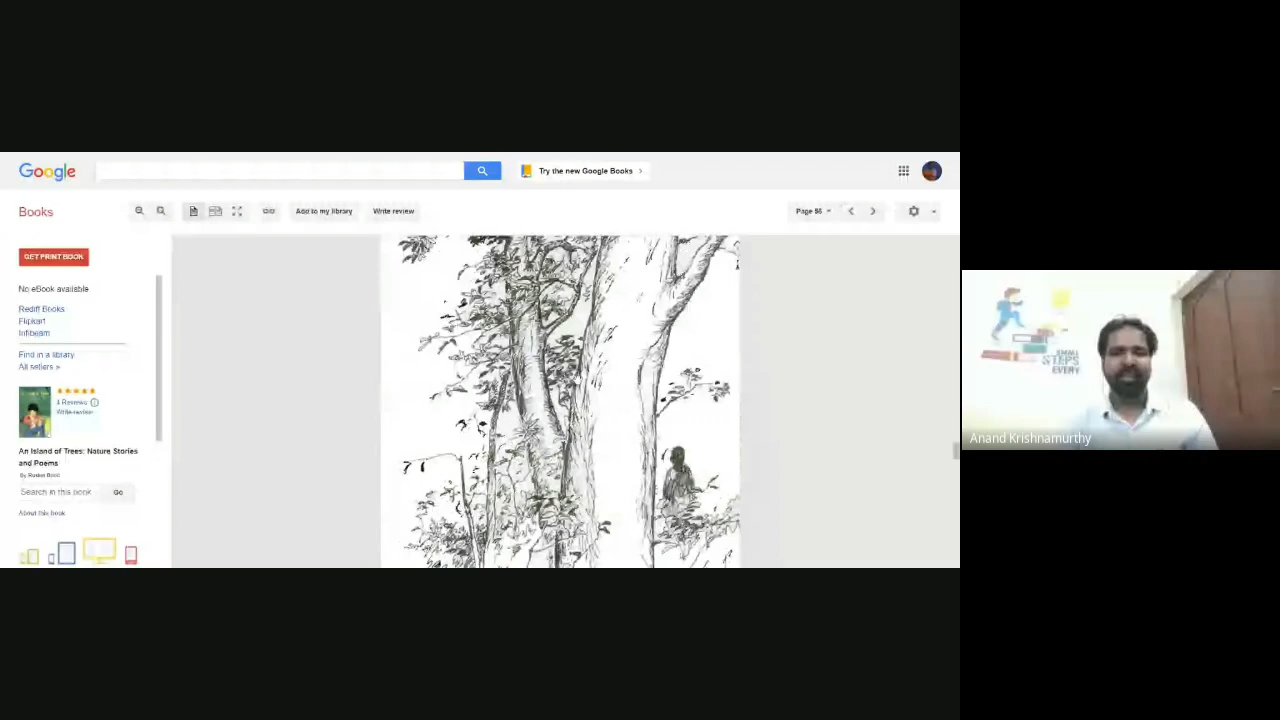 Google
Try the new Google Books
Books
Add to my library
Write review
Page 56
GET PRINT BOOK
No eBook available
Rediff Books
Flipkart
Infibeam
Find in a library
All sellers »
4 Reviews
Write review
An Island of Trees: Nature Stories
and Poems
By Ruskin Bond
Search in this book
Go
About this book
SMALL
STEPS
EVERY
Anand Krishnamurthy